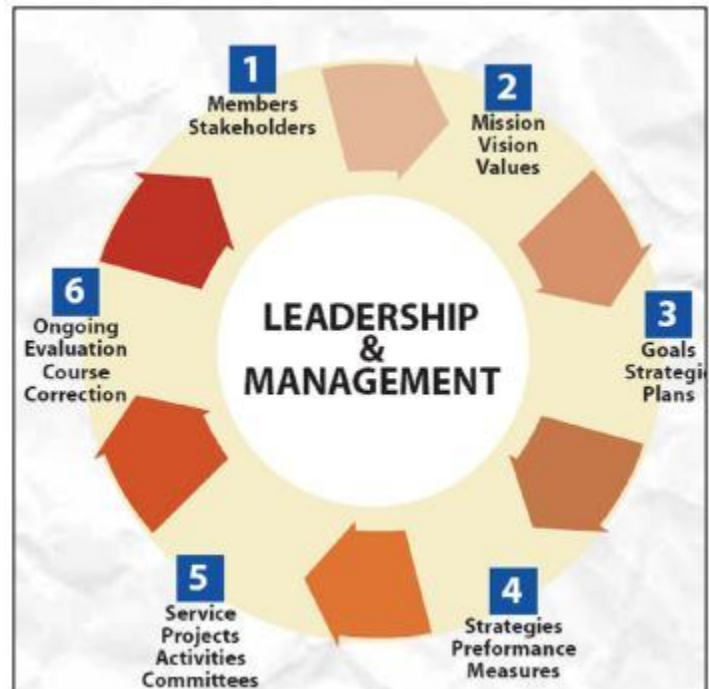 1
Members
Stakeholders
2
Mission
Vision
Values
3
Goals
Strategi
Plans
4
Strategies
Preformance
Measures
5
Service
Projects
Activities
Committees
6
Ongoing
Evaluation
Course
Correction
LEADERSHIP
&
MANAGEMENT